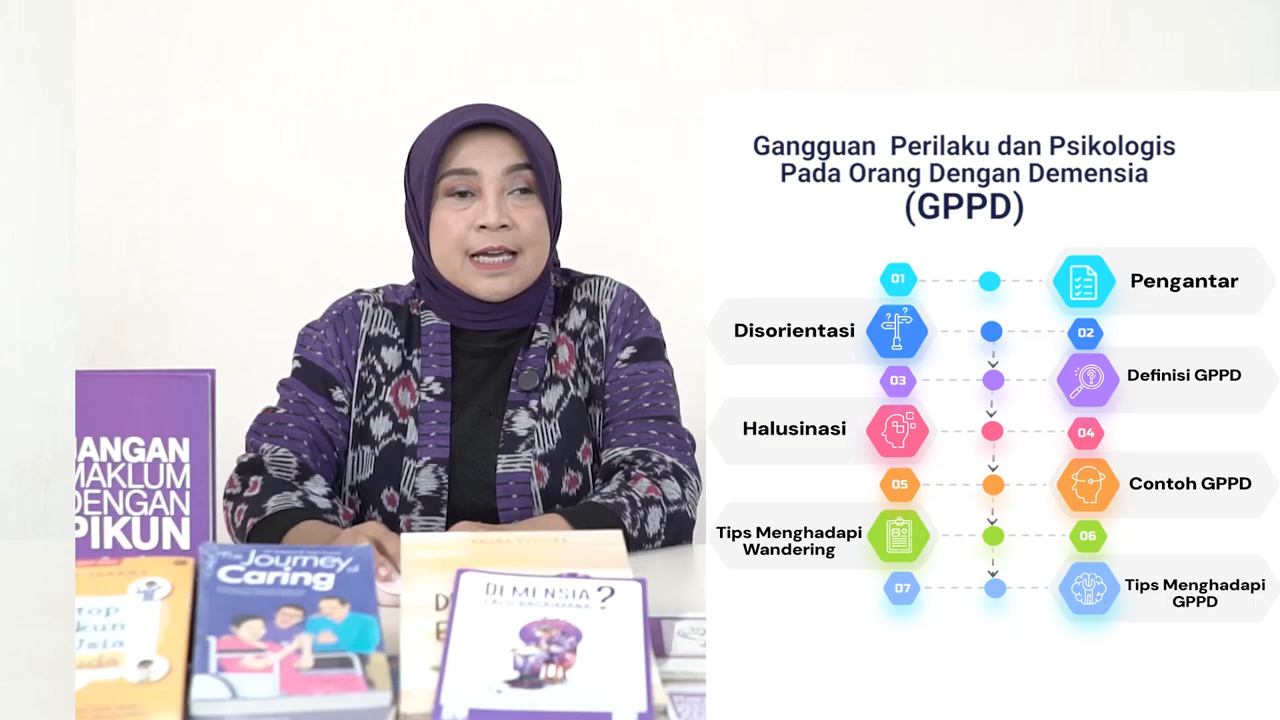 Gangguan Perilaku dan Psikologis
Pada Orang Dengan Demensia
(GPPD)
01
Pengantar
Disorientasi
02
03
Definisi GPPD
Halusinasi
04
05
Contoh GPPD
Tips Menghadapi
Wandering
06
07
Tips Menghadapi
GPPD
JANGAN
MAKLUM
DENGAN
PIKUN
The Journey of
Caring
DEMENSIA?
LALU BAGAIMANA